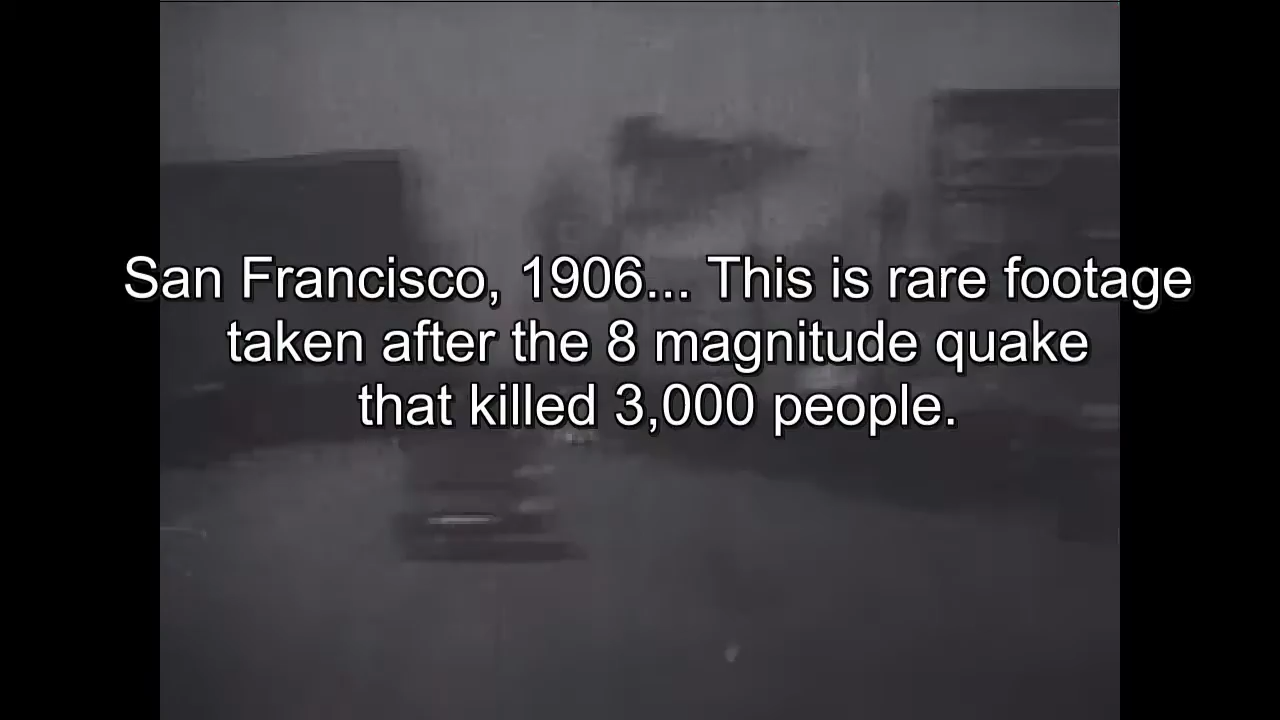 San Francisco, 1906... This is rare footage
taken after the 8 magnitude quake
that killed 3,000 people.